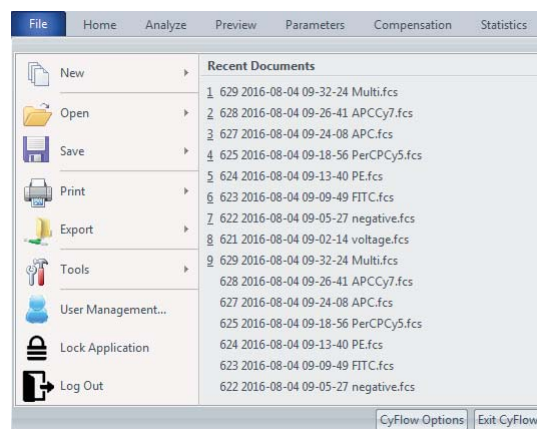 File Home Analyze Preview Parameters Compensation Statistics
New
Open
Save
Print
Export
Tools
User Management...
Lock Application
Log Out
Recent Documents
1 629 2016-08-04 09-32-24 Multi.fcs
2 628 2016-08-04 09-26-41 APCCy7.fcs
3 627 2016-08-04 09-24-08 APC.fcs
4 625 2016-08-04 09-18-56 PerCPCy5.fcs
5 624 2016-08-04 09-13-40 PE.fcs
6 623 2016-08-04 09-09-49 FITC.fcs
7 622 2016-08-04 09-05-27 negative.fcs
8 621 2016-08-04 09-02-14 voltage.fcs
9 629 2016-08-04 09-32-24 Multi.fcs
628 2016-08-04 09-26-41 APCCy7.fcs
627 2016-08-04 09-24-08 APC.fcs
625 2016-08-04 09-18-56 PerCPCy5.fcs
624 2016-08-04 09-13-40 PE.fcs
623 2016-08-04 09-09-49 FITC.fcs
622 2016-08-04 09-05-27 negative.fcs
CyFlow Options Exit CyFlow